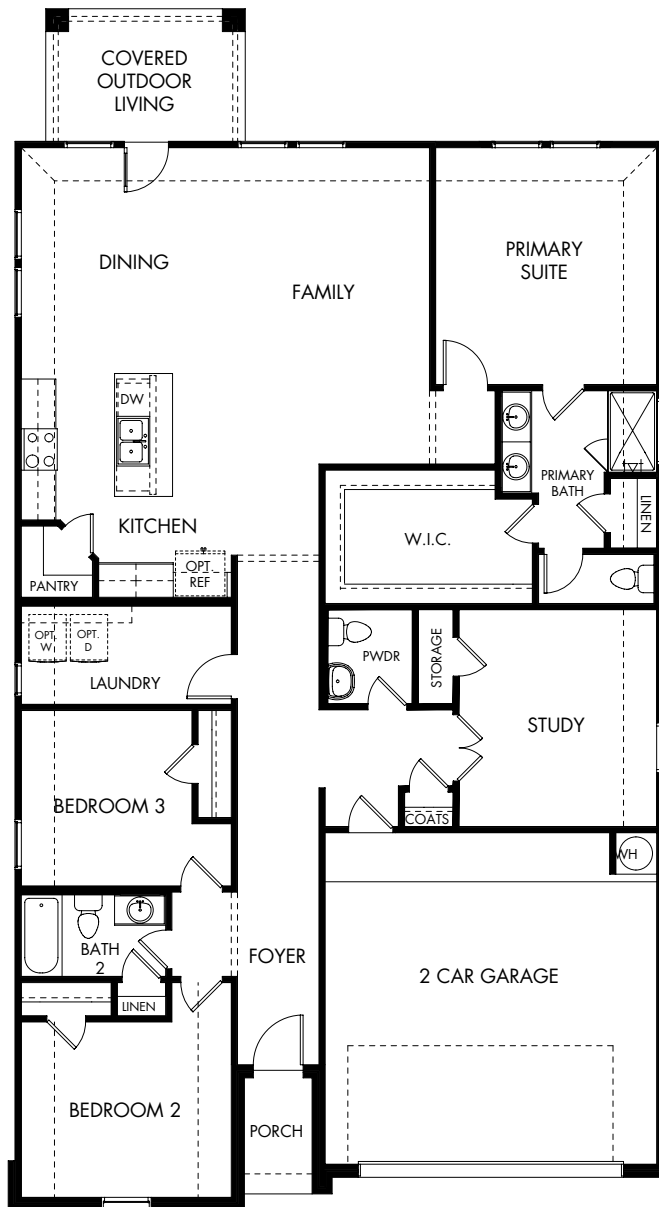 COVERED
OUTDOOR
LIVING
DINING
FAMILY
PRIMARY
SUITE
DW
PRIMARY
BATH
LINEN
KITCHEN
W.I.C.
OPT.
REF
PANTRY
OPT.
W
OPT.
D
LAUNDRY
PWDR
STORAGE
STUDY
BEDROOM 3
COATS
WH
BATH
2
FOYER
2 CAR GARAGE
LINEN
BEDROOM 2
PORCH